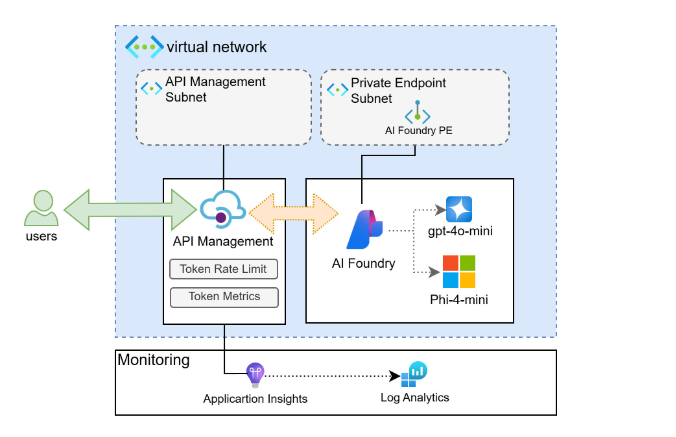 virtual network
API Management
Subnet
Private Endpoint
Subnet
AI Foundry PE
users
API Management
Token Rate Limit
Token Metrics
AI Foundry
gpt-4o-mini
Phi-4-mini
Monitoring
Applicartion Insights
Log Analytics